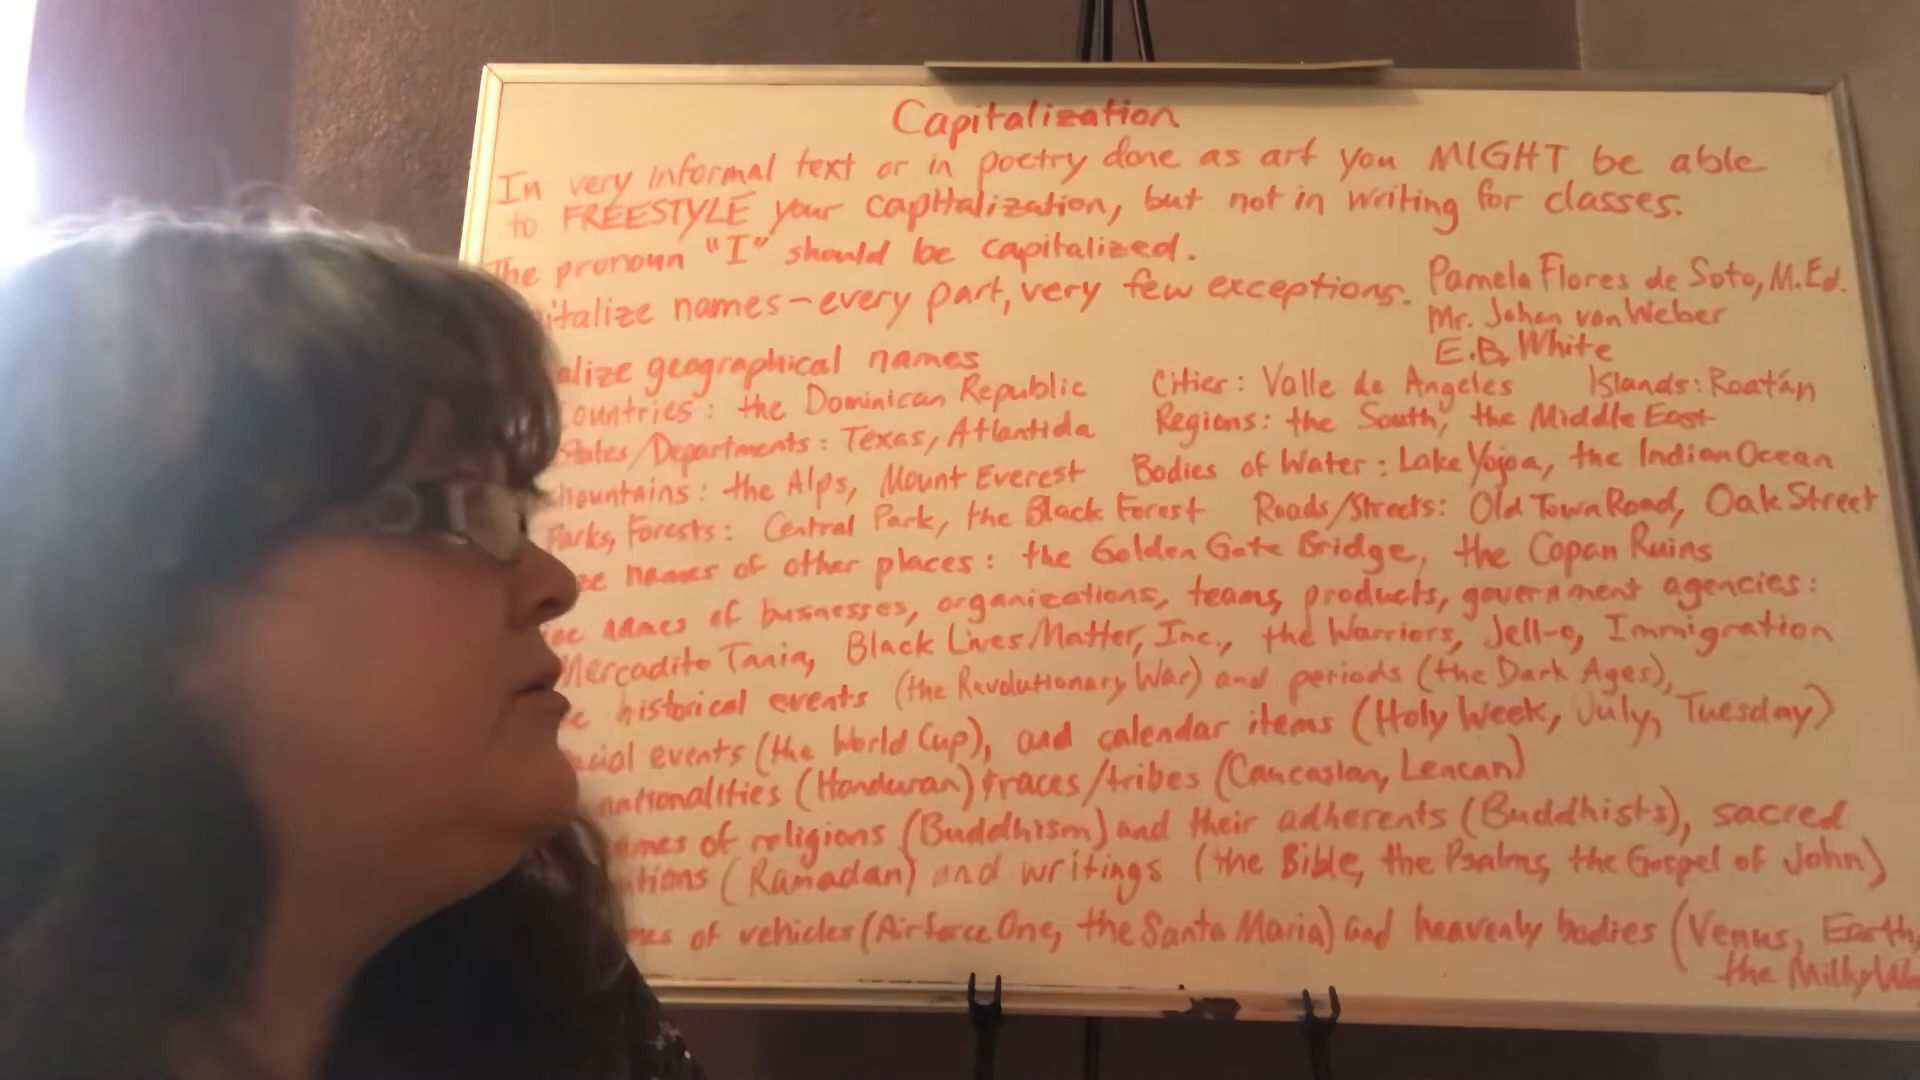 Capitalization
In very informal text or in poetry done as art you MIGHT be able
to FREESTYLE your capitalization, but not in writing for classes.
The pronoun "I" should be capitalized.
italize names - every part, very few exceptions. Pamela Flores de Soto, M.Ed.
Mr. Johan von Weber
E.B. White
alize geographical names
ountries: the Dominican Republic Cities: Valle de Angeles Islands: Roatán
States/Departments: Texas, Atlantida Regions: the South, the Middle East
Mountains: the Alps, Mount Everest Bodies of Water: Lake Yojoa, the Indian Ocean
Parks, Forests: Central Park, the Black Forest Roads/Streets: Old Town Road, Oak Street
ze names of other places: the Golden Gate Bridge, the Copan Ruins
ize names of businesses, organizations, teams, products, government agencies:
Mercadito Tania, Black Lives Matter, Inc., the Warriors, Jell-o, Immigration
historical events (the Revolutionary War) and periods (the Dark Ages),
cial events (the World Cup), and calendar items (Holy Week, July, Tuesday)
nationalities (Honduran) & races/tribes (Caucasian, Lencan)
ames of religions (Buddhism) and their adherents (Buddhists), sacred
ations (Ramadan) and writings (the Bible, the Psalms, the Gospel of John)
mes of vehicles (Airforce One, the Santa Maria) and heavenly bodies (Venus, Earth,
the Milky Wa